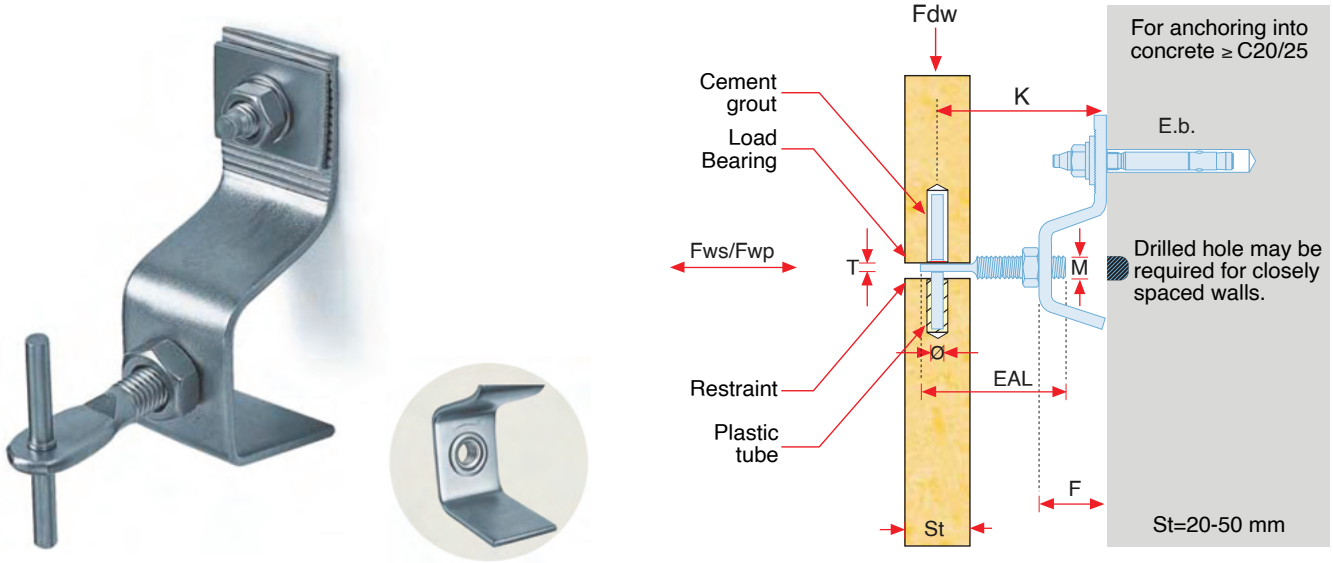 Fdw
For anchoring into
concrete ≥ C20/25
Cement
grout
K
E.b.
Load
Bearing
Fws/Fwp
T
M
Drilled hole may be
required for closely
spaced walls.
Ø
Restraint
EAL
Plastic
tube
F
St
St=20-50 mm